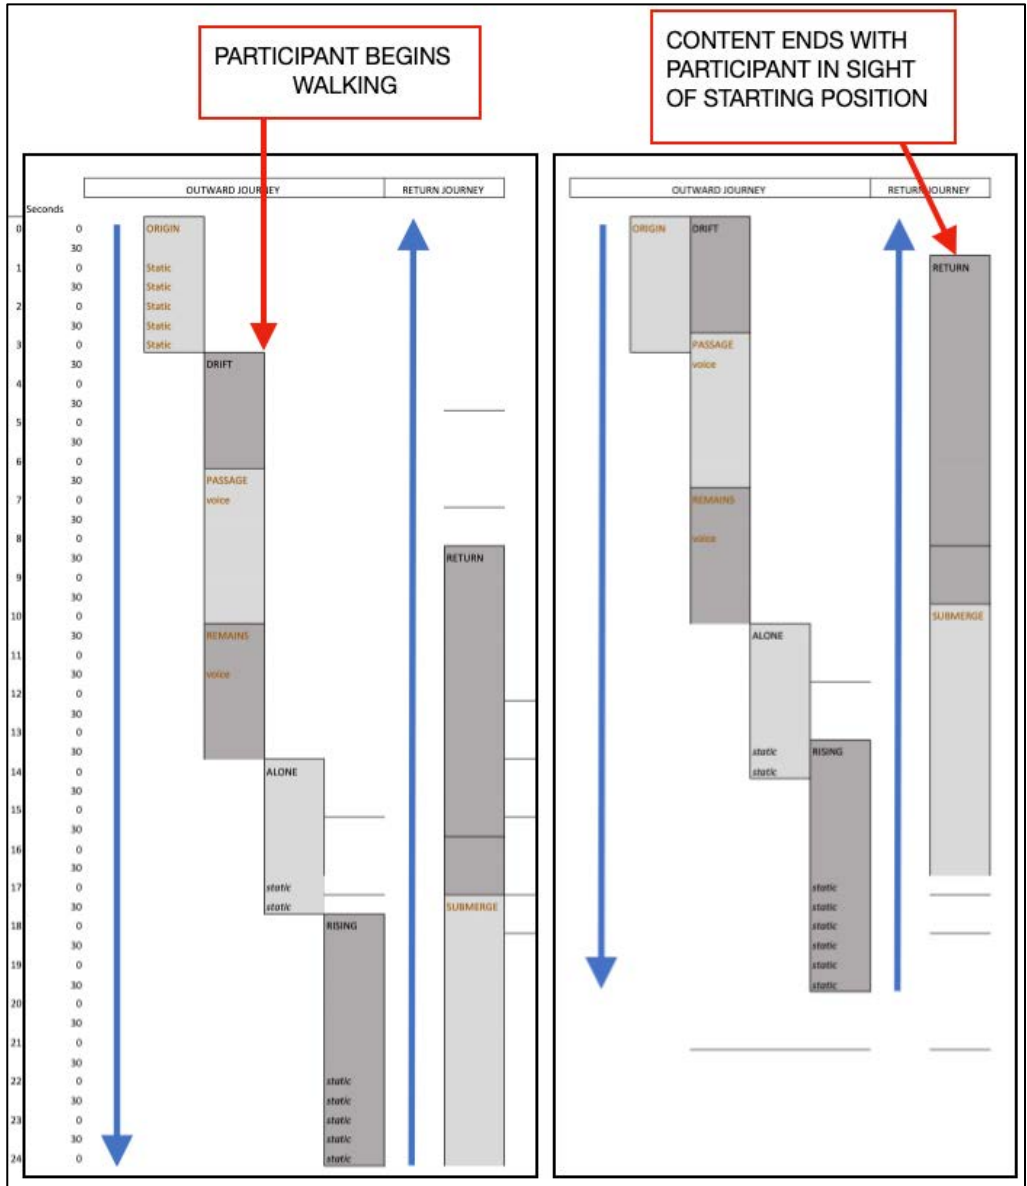 PARTICIPANT BEGINS
WALKING
CONTENT ENDS WITH
PARTICIPANT IN SIGHT
OF STARTING POSITION
OUTWARD JOURNEY RETURN JOURNEY
Seconds
0 0 ORIGIN
30
1 0 Static
30 Static
2 0 Static
30 Static
3 0 Static
30 DRIFT
4 0
30
5 0
30
6 0
30 PASSAGE
7 0 voice
30
8 0
30 RETURN
9 0
30
10 0
30 REMAINS
11 0
30 voice
12 0
30
13 0
30
14 0 ALONE
30
15 0
30
16 0
30
17 0 static
30 static SUBMERGE
18 0 RISING
30
19 0
30
20 0
30
21 0
30
22 0 static
30 static
23 0 static
30 static
24 0 static
OUTWARD JOURNEY RETURN JOURNEY
ORIGIN DRIFT
RETURN
PASSAGE
voice
REMAINS
voice
SUBMERGE
ALONE
static RISING
static
static
static
static
static
static
static